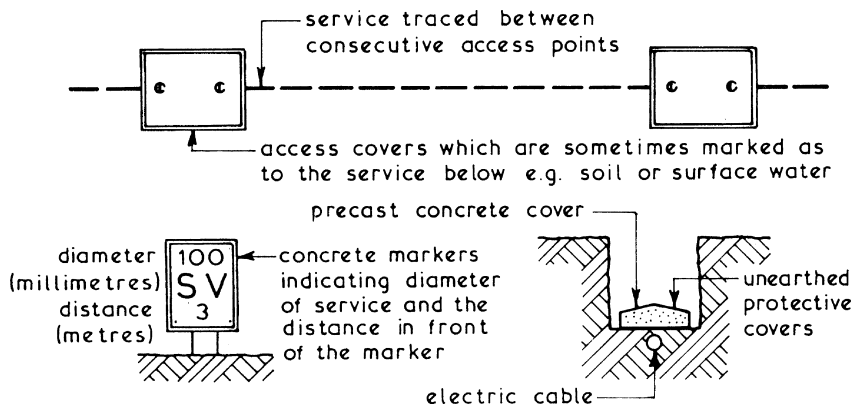 service traced between
consecutive access points
access covers which are sometimes marked as
to the service below e.g. soil or surface water
precast concrete cover
diameter
(millimetres)
distance
(metres)
100
SV
3
concrete markers
indicating diameter
of service and the
distance in front
of the marker
unearthed
protective
covers
electric cable